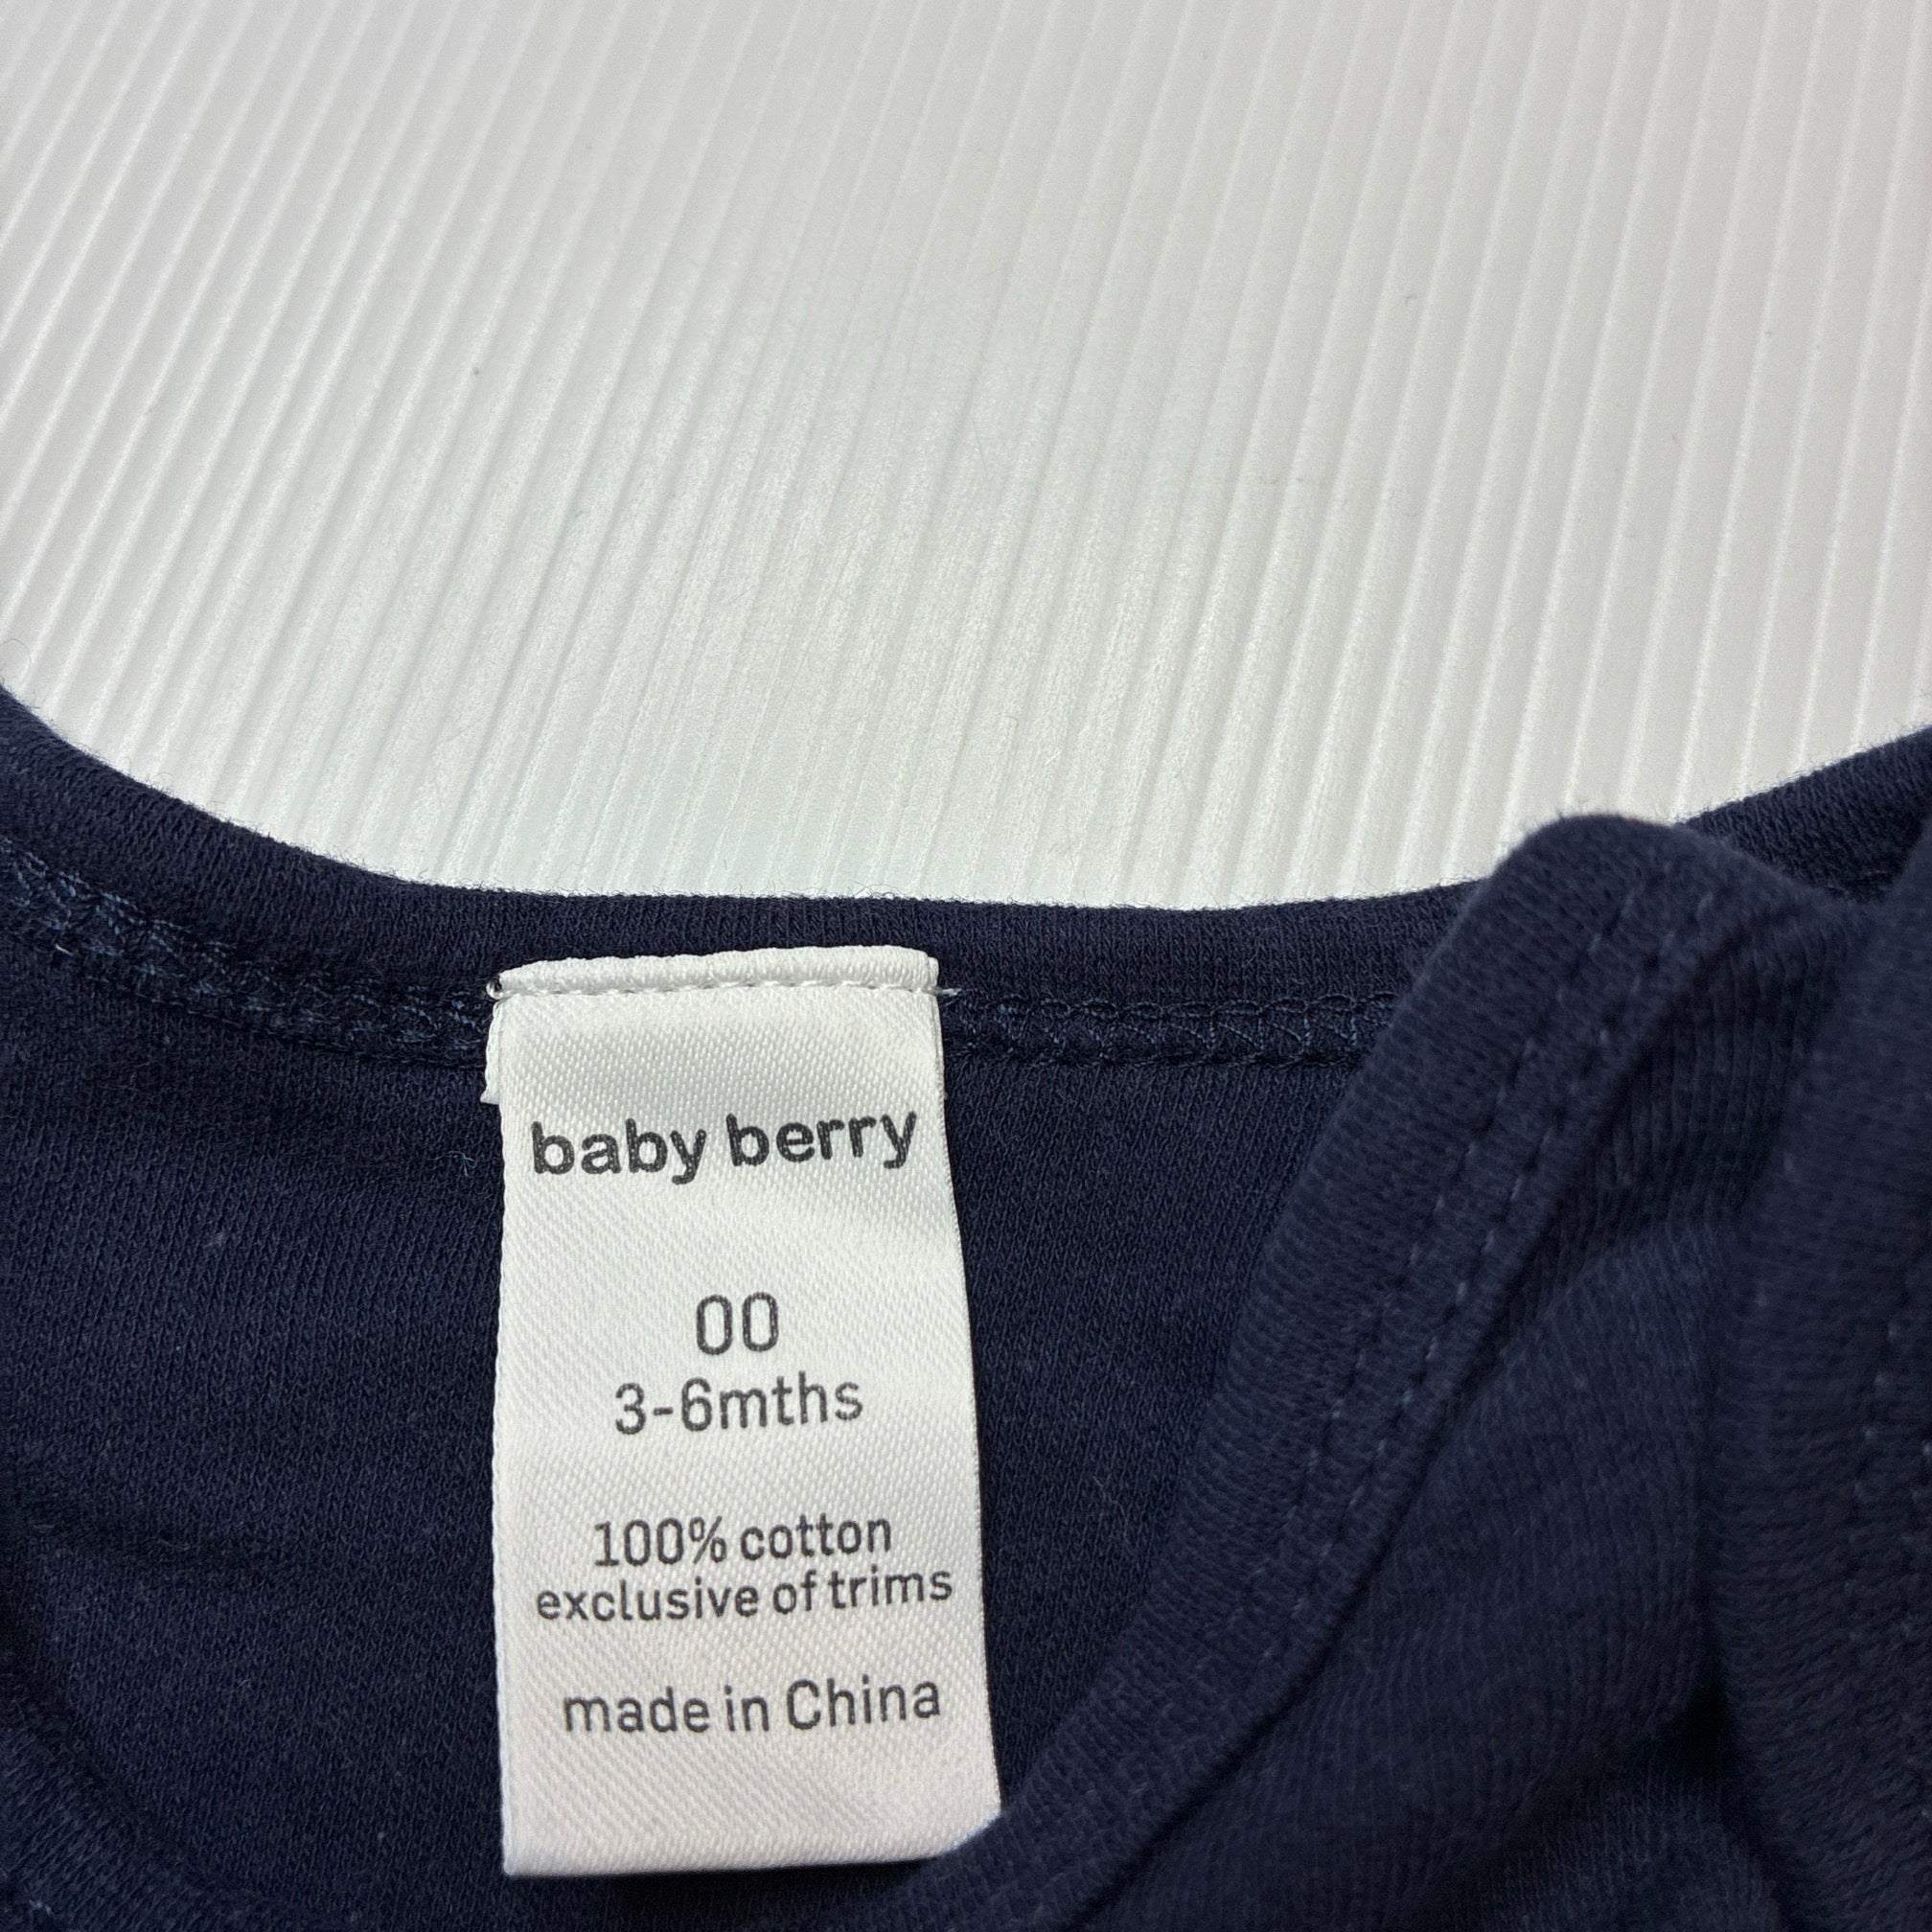 baby berry
00
3-6mths
100% cotton
exclusive of trims
made in China